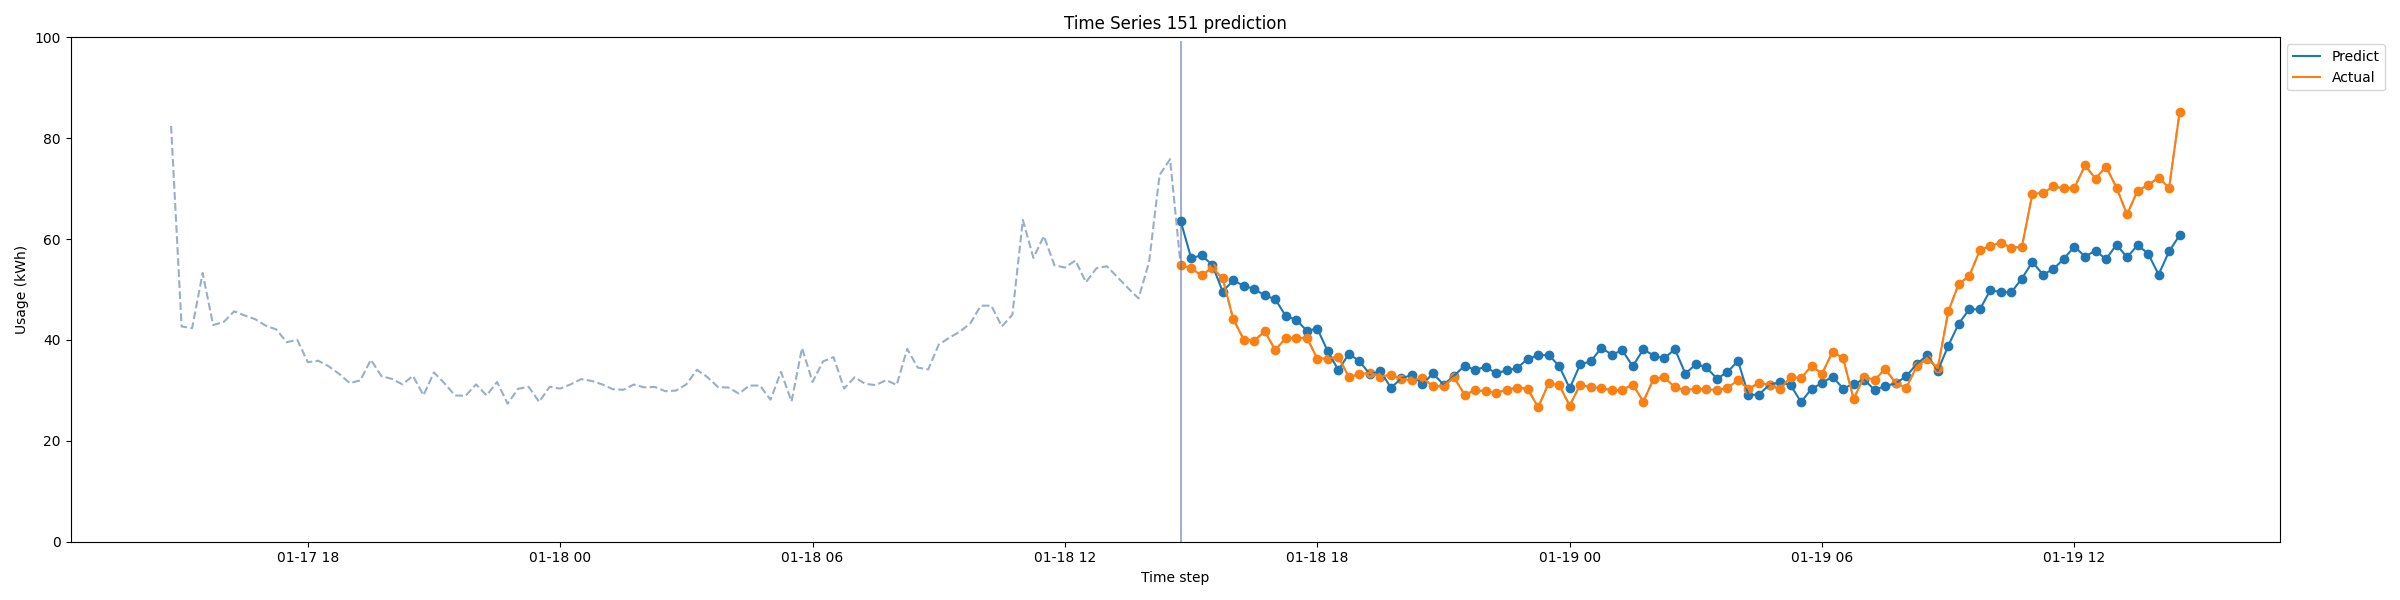 Time Series 151 prediction
Predict
Actual
100
80
60
40
20
0
Usage (kWh)
01-17 18
01-18 00
01-18 06
01-18 12
01-18 18
01-19 00
01-19 06
01-19 12
Time step